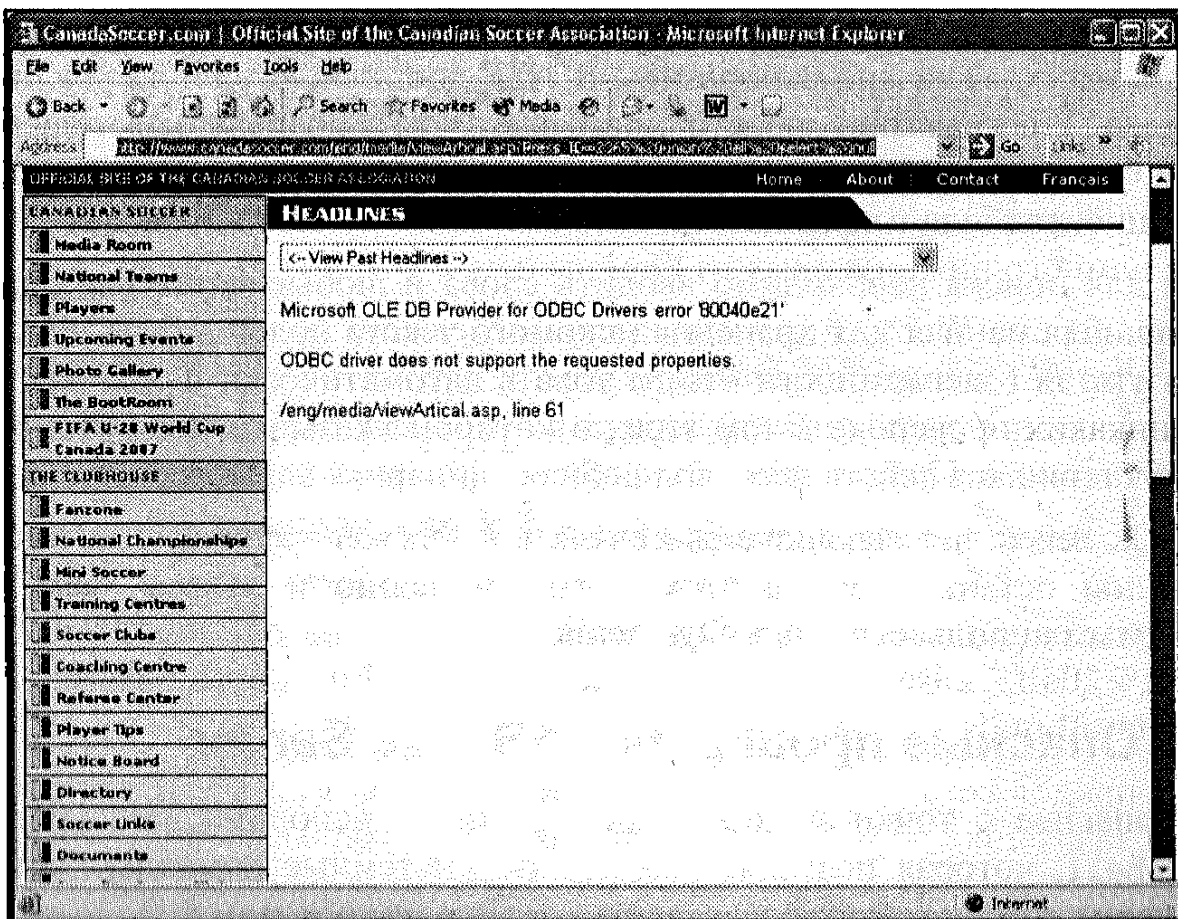 CanadaSoccer.com | Official Site of the Canadian Soccer Association - Microsoft Internet Explorer
File Edit View Favorites Tools Help
Back Search Favorites Media
Address Go Links »
OFFICIAL SITE OF THE CANADIAN SOCCER ASSOCIATION Home About Contact Français
CANADIAN SOCCER
Media Room
National Teams
Players
Upcoming Events
Photo Gallery
The BootRoom
FIFA U-20 World Cup
Canada 2007
THE CLUBHOUSE
Fanzone
National Championships
Mini Soccer
Training Centres
Soccer Clubs
Coaching Centre
Referee Center
Player Tips
Notice Board
Directory
Soccer Links
Documents
HEADLINES
<-- View Past Headlines -->
Microsoft OLE DB Provider for ODBC Drivers error '80040e21'
ODBC driver does not support the requested properties.
/eng/media/viewArtical.asp, line 61
Internet